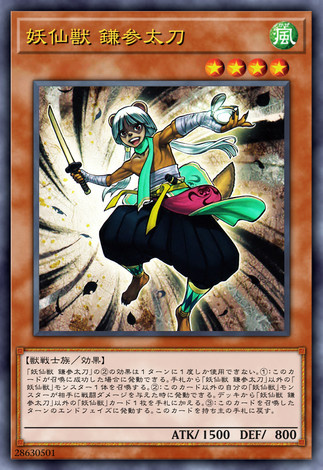 妖仙獣 鎌参太刀
風
【獣戦士族／効果】
「妖仙獣 鎌参太刀」の②の効果は１ターンに１度しか使用できない。①：このカ
ードが召喚に成功した場合に発動できる。手札から「妖仙獣 鎌参太刀」以外の
「妖仙獣」モンスター１体を召喚する。②：このカード以外の自分の「妖仙獣」モン
スターが相手に戦闘ダメージを与えた時に発動できる。デッキから「妖仙獣 鎌
参太刀」以外の「妖仙獣」カード１枚を手札に加える。③：このカードを召喚した
ターンのエンドフェイズに発動する。このカードを持ち主の手札に戻す。
ATK/ 1500 DEF/ 800
28630501